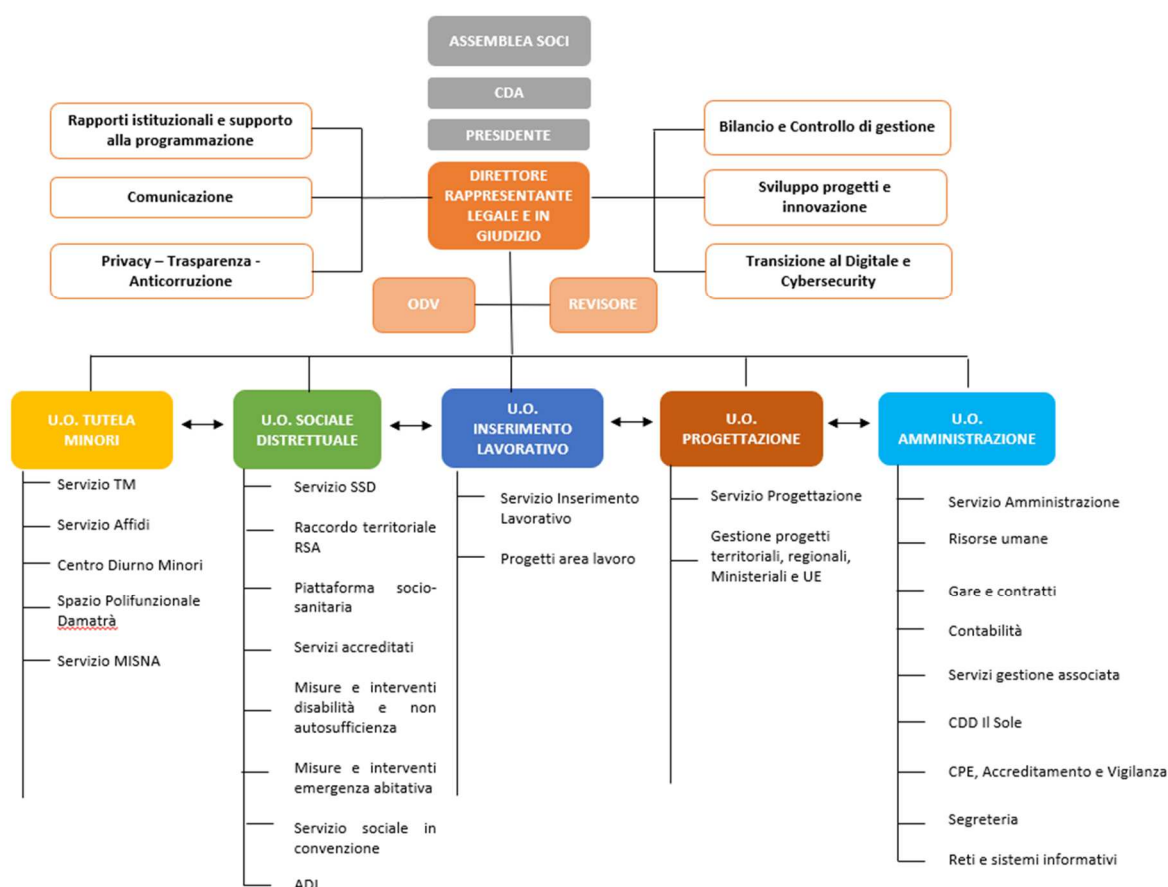 ASSEMBLEA SOCI
CDA
PRESIDENTE
DIRETTORE
RAPPRESENTANTE
LEGALE E IN
GIUDIZIO
Rapporti istituzionali e supporto
alla programmazione
Comunicazione
Privacy – Trasparenza -
Anticorruzione
Bilancio e Controllo di gestione
Sviluppo progetti e
innovazione
Transizione al Digitale e
Cybersecurity
ODV
REVISORE
U.O. TUTELA
MINORI
Servizio TM
Servizio Affidi
Centro Diurno Minori
Spazio Polifunzionale
Damatrà
Servizio MISNA
U.O. SOCIALE
DISTRETTUALE
Servizio SSD
Raccordo territoriale
RSA
Piattaforma socio-
sanitaria
Servizi accreditati
Misure e interventi
disabilità e non
autosufficienza
Misure e interventi
emergenza abitativa
Servizio sociale in
convenzione
ADI
U.O.
INSERIMENTO
LAVORATIVO
Servizio Inserimento
Lavorativo
Progetti area lavoro
U.O.
PROGETTAZIONE
Servizio Progettazione
Gestione progetti
territoriali, regionali,
Ministeriali e UE
U.O.
AMMINISTRAZIONE
Servizio Amministrazione
Risorse umane
Gare e contratti
Contabilità
Servizi gestione associata
CDD Il Sole
CPE, Accreditamento e Vigilanza
Segreteria
Reti e sistemi informativi